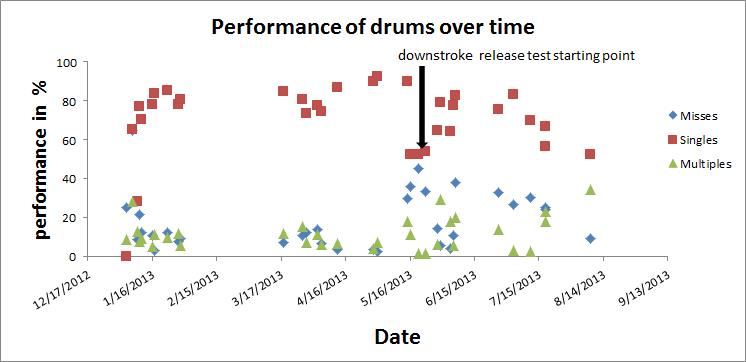 Performance of drums over time
downstroke release test starting point
100
80
60
40
20
0
performance in %
12/17/2012
1/16/2013
2/15/2013
3/17/2013
4/16/2013
5/16/2013
6/15/2013
7/15/2013
8/14/2013
9/13/2013
Date
Misses
Singles
Multiples